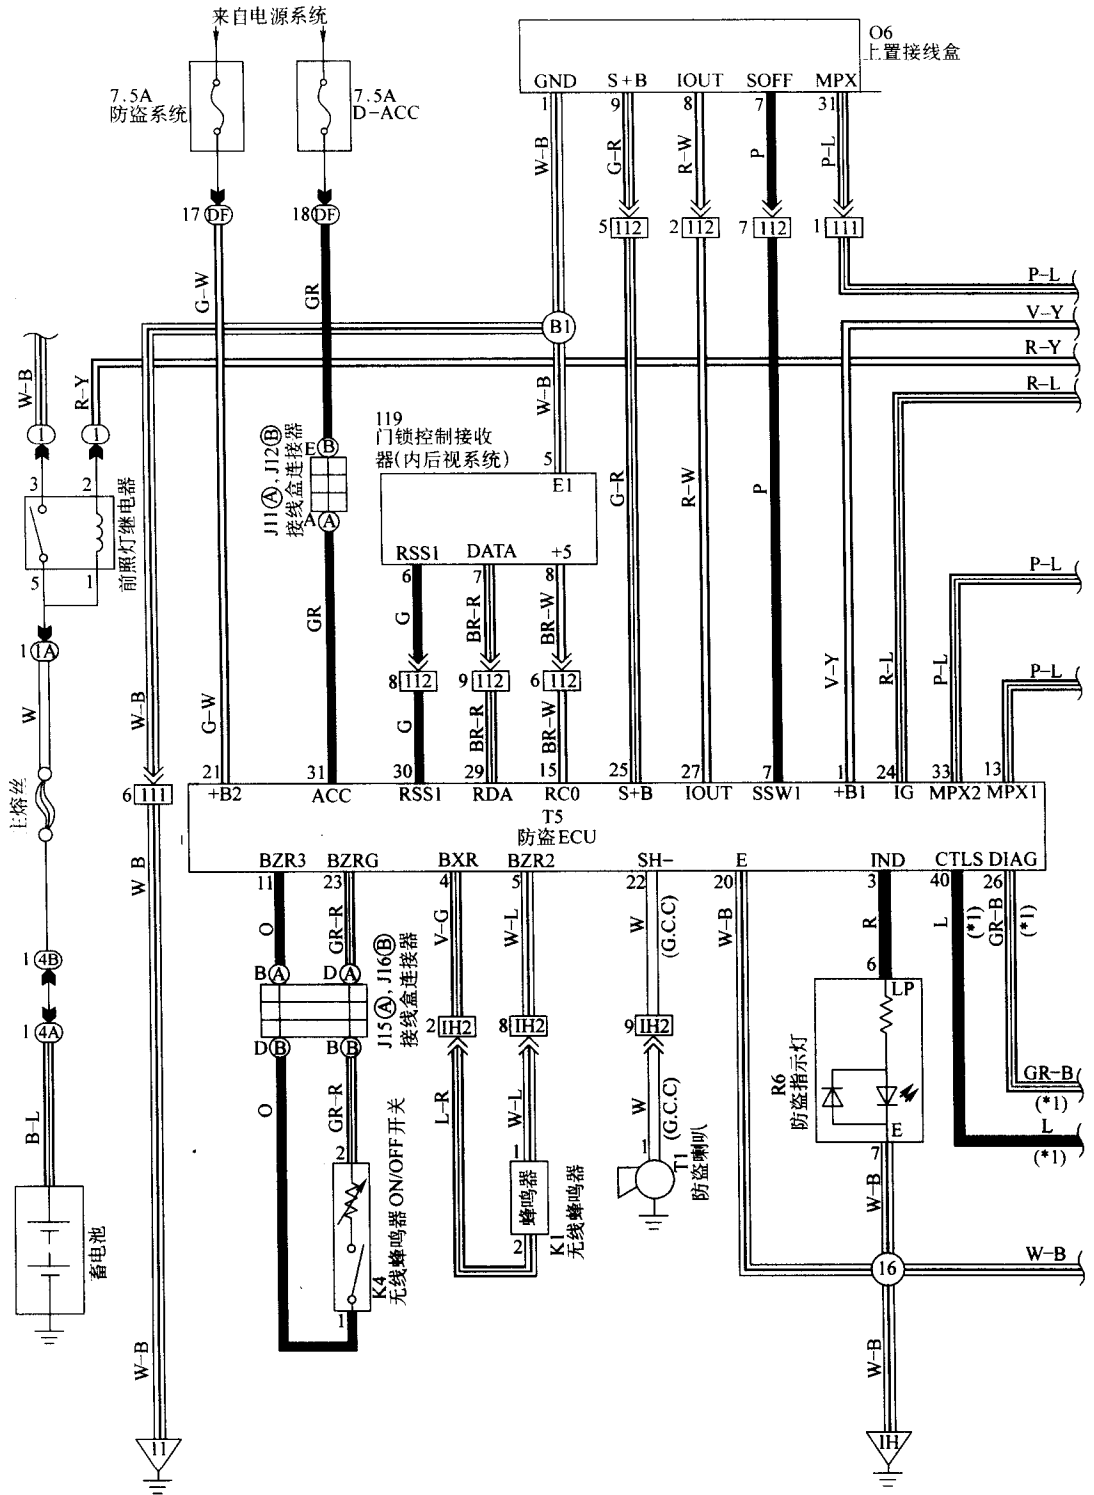 来自电源系统
7.5A
防盗系统
7.5A
D-ACC
O6
上置接线盒
GND S+B IOUT SOFF MPX
1 9 8 7 31
W-B G-R R-W P P-L
17 DF
18 DF
5 112
2 112
7 112
1 111
G-W
GR
P-L
V-Y
R-Y
R-L
B1
W-B
R-Y
W-B
1
1
3 2
前照灯继电器
5 1
J11Ⓐ, J12Ⓑ
接线盒连接器
E B
A A
I19
门锁控制接收
器(内后视系统)
5
E1
RSS1 DATA +5
6 7 8
G BR-R BR-W
8 112
9 112
6 112
G-R R-W P
GR
P-L
P-L
1 1A
W
主熔丝
W-B
G-W
G BR-R BR-W
V-Y R-L P-L
6 111
21 31 30 29 15 25 27 7 1 24 33 13
+B2 ACC RSS1 RDA RC0 S+B IOUT SSW1 +B1 IG MPX2 MPX1
T5
防盗ECU
BZR3 BZRG BXR BZR2 SH- E IND CTLS DIAG
11 23 4 5 22 20 3 40 26
W B
O GR-R V-G W-L W (G.C.C) W-B R L (*1) GR-B (*1)
1 4B
1 4A
B A
D A
J15Ⓐ, J16Ⓑ
接线盒连接器
D B
B B
2 IH2
8 IH2
9 IH2
6
LP
R6
防盗指示灯
E
7
B-L
O GR-R L-R W-L W (G.C.C)
GR-B
(*1)
L
(*1)
2
K4
无线蜂鸣器ON/OFF开关
1
1
蜂鸣器
2
K1
无线蜂鸣器
1
T1
防盗喇叭
W-B
蓄电池
16
W-B
W-B
W-B
11
IH